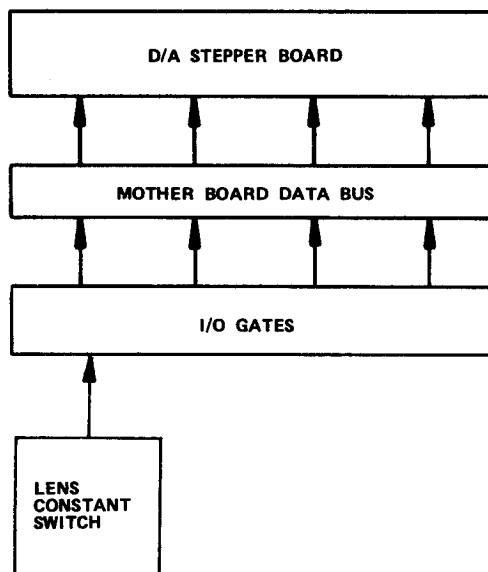 D/A STEPPER BOARD
MOTHER BOARD DATA BUS
I/O GATES
LENS
CONSTANT
SWITCH